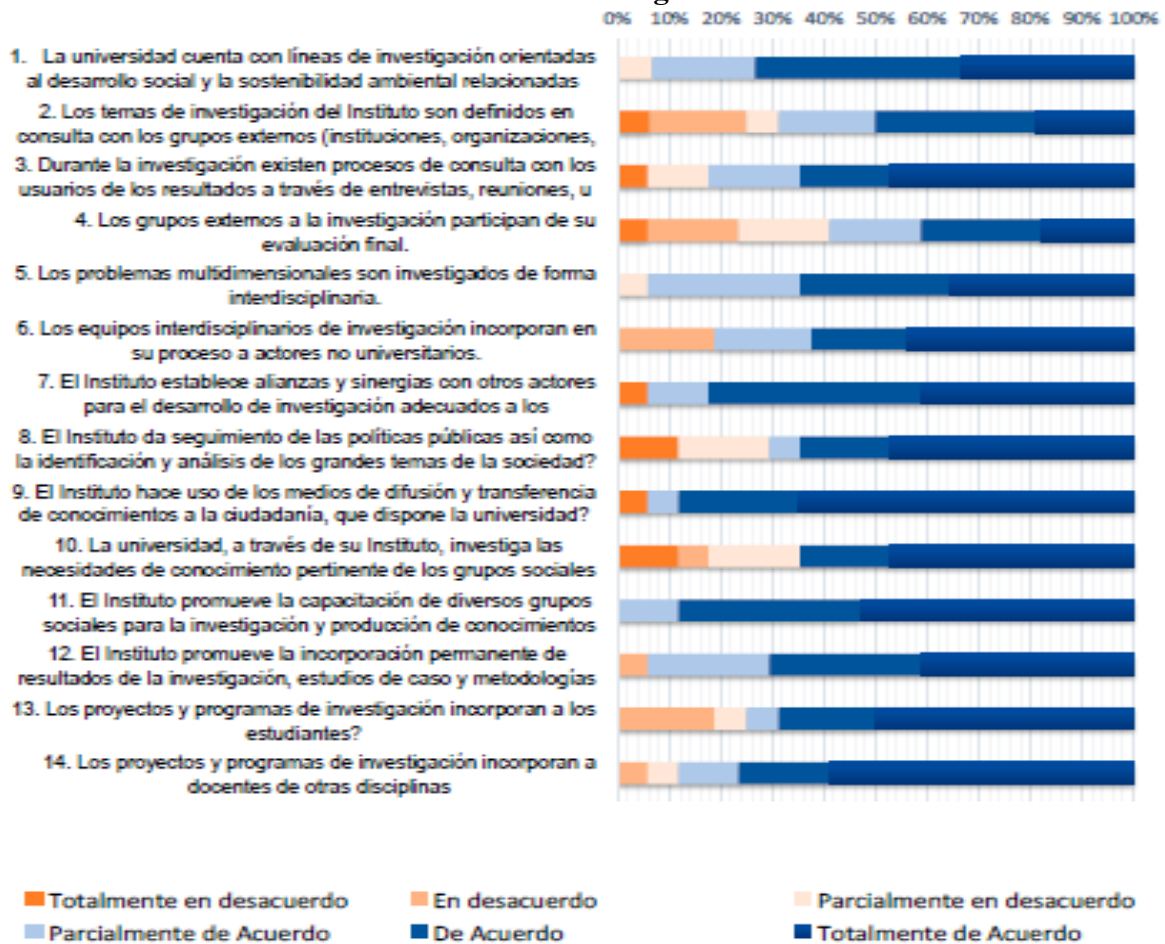 0% 10% 20% 30% 40% 50% 60% 70% 80% 90% 100%
1. La universidad cuenta con líneas de investigación orientadas
al desarrollo social y la sostenibilidad ambiental relacionadas
2. Los temas de investigación del Instituto son definidos en
consulta con los grupos externos (instituciones, organizaciones,
3. Durante la investigación existen procesos de consulta con los
usuarios de los resultados a través de entrevistas, reuniones, u
4. Los grupos externos a la investigación participan de su
evaluación final.
5. Los problemas multidimensionales son investigados de forma
interdisciplinaria.
6. Los equipos interdisciplinarios de investigación incorporan en
su proceso a actores no universitarios.
7. El Instituto establece alianzas y sinergias con otros actores
para el desarrollo de investigación adecuados a los
8. El Instituto da seguimiento de las políticas públicas así como
la identificación y análisis de los grandes temas de la sociedad?
9. El Instituto hace uso de los medios de difusión y transferencia
de conocimientos a la ciudadanía, que dispone la universidad?
10. La universidad, a través de su Instituto, investiga las
necesidades de conocimiento pertinente de los grupos sociales
11. El Instituto promueve la capacitación de diversos grupos
sociales para la investigación y producción de conocimientos
12. El Instituto promueve la incorporación permanente de
resultados de la investigación, estudios de caso y metodologías
13. Los proyectos y programas de investigación incorporan a los
estudiantes?
14. Los proyectos y programas de investigación incorporan a
docentes de otras disciplinas
Totalmente en desacuerdo En desacuerdo Parcialmente en desacuerdo
Parcialmente de Acuerdo De Acuerdo Totalmente de Acuerdo